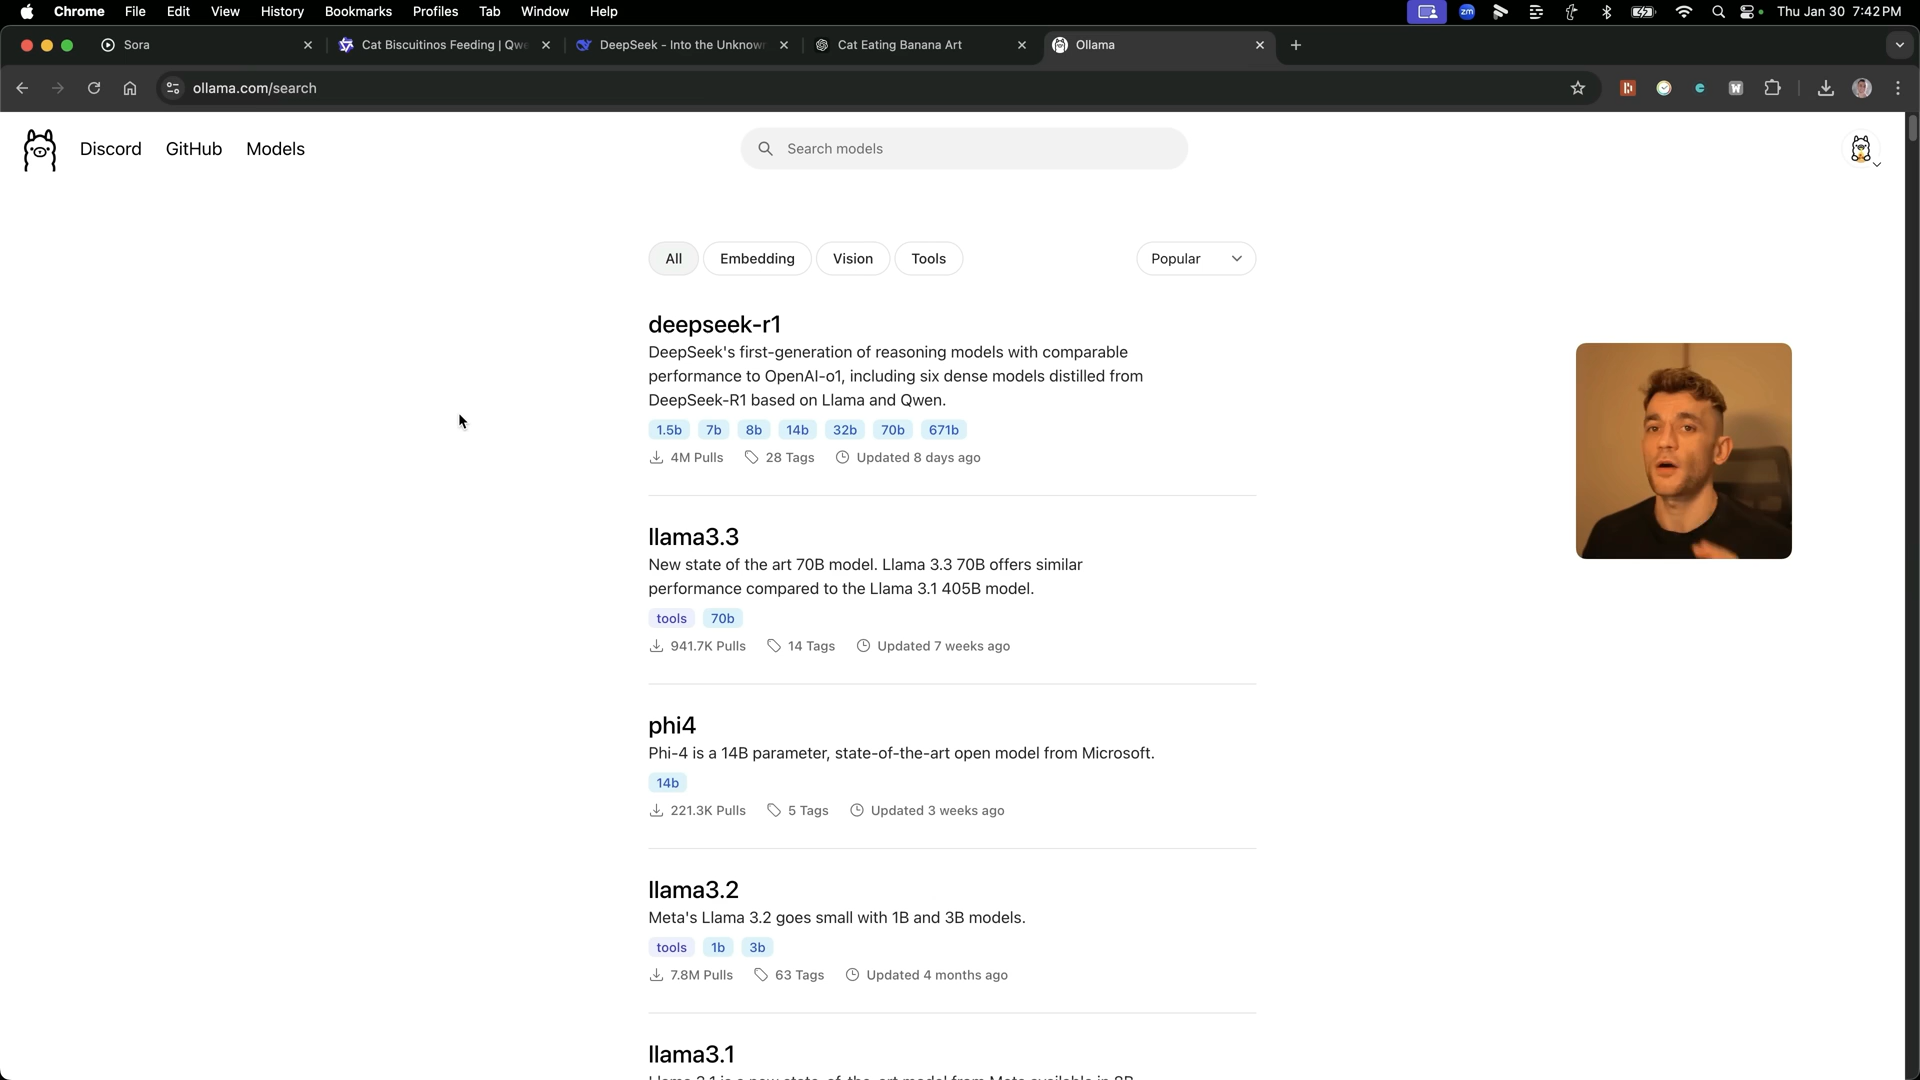 Chrome File Edit View History Bookmarks Profiles Tab Window Help zm Thu Jan 30 7:42 PM
Sora Cat Biscuitinos Feeding | Qwe DeepSeek - Into the Unknown Cat Eating Banana Art Ollama
ollama.com/search
Discord GitHub Models Search models
All Embedding Vision Tools Popular
deepseek-r1
DeepSeek's first-generation of reasoning models with comparable
performance to OpenAI-o1, including six dense models distilled from
DeepSeek-R1 based on Llama and Qwen.
1.5b 7b 8b 14b 32b 70b 671b
4M Pulls 28 Tags Updated 8 days ago
llama3.3
New state of the art 70B model. Llama 3.3 70B offers similar
performance compared to the Llama 3.1 405B model.
tools 70b
941.7K Pulls 14 Tags Updated 7 weeks ago
phi4
Phi-4 is a 14B parameter, state-of-the-art open model from Microsoft.
14b
221.3K Pulls 5 Tags Updated 3 weeks ago
llama3.2
Meta's Llama 3.2 goes small with 1B and 3B models.
tools 1b 3b
7.8M Pulls 63 Tags Updated 4 months ago
llama3.1